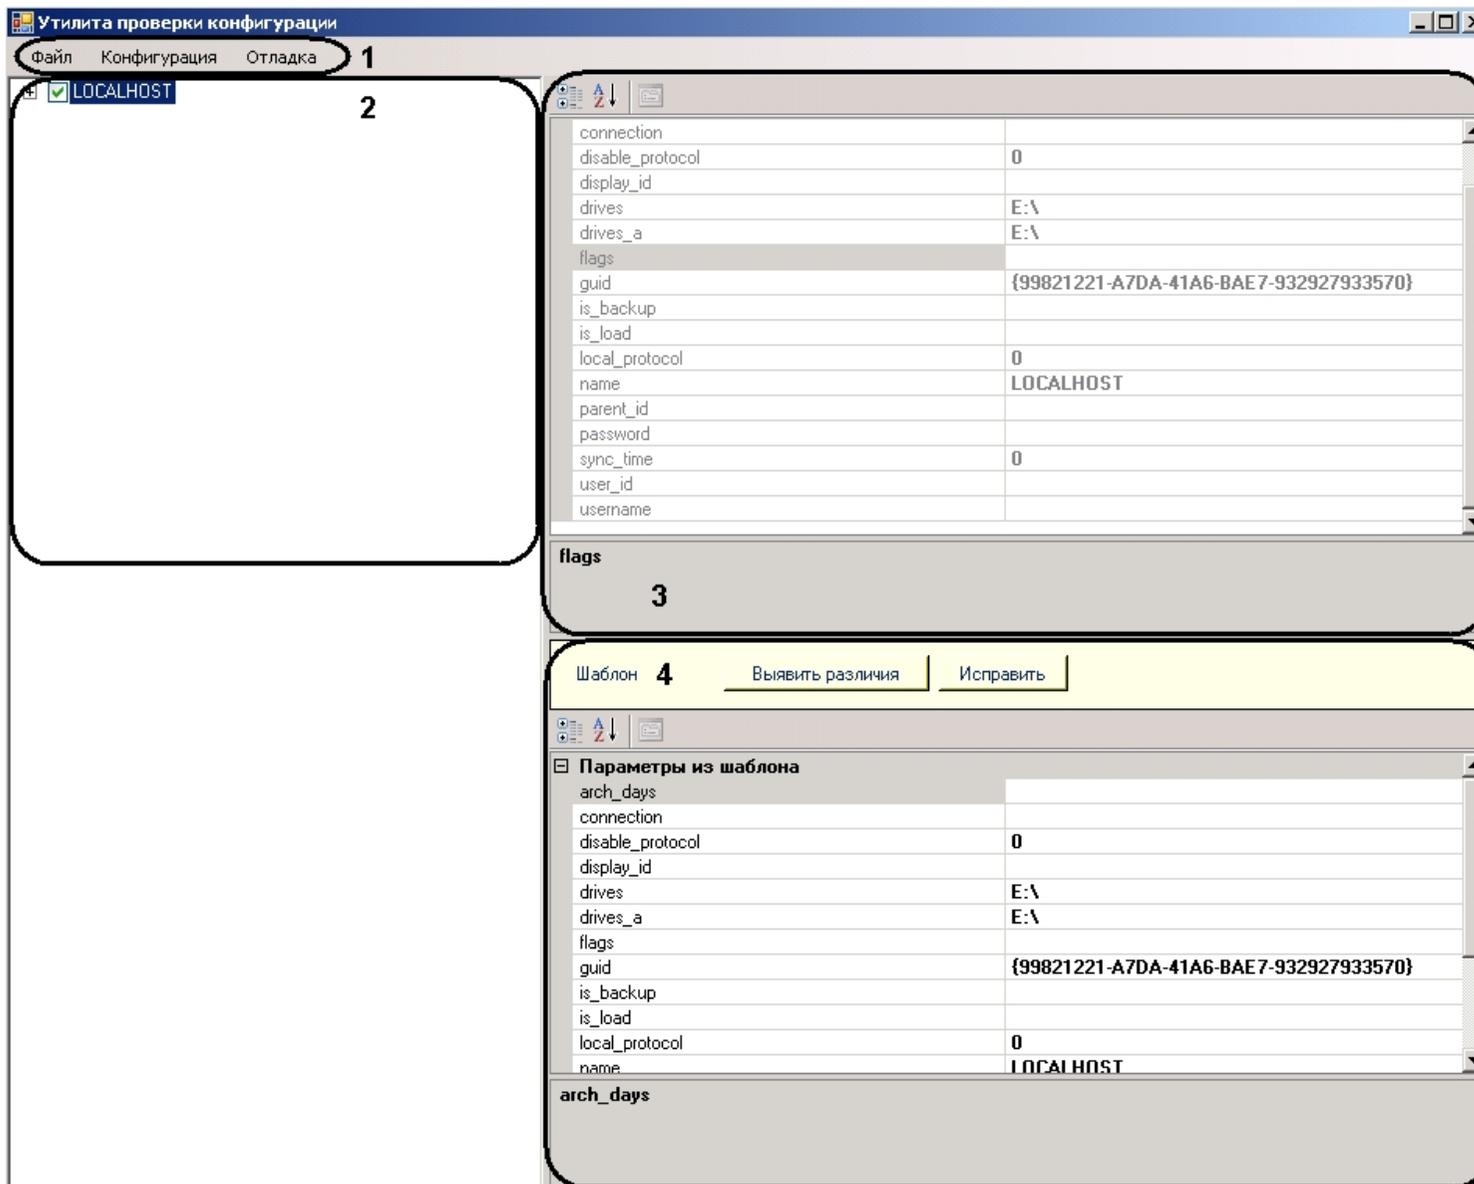 Утилита проверки конфигурации
Файл Конфигурация Отладка 1
LOCALHOST
2
connection
disable_protocol 0
display_id
drives E:\
drives_a E:\
flags
guid {99821221-A7DA-41A6-BAE7-932927933570}
is_backup
is_load
local_protocol 0
name LOCALHOST
parent_id
password
sync_time 0
user_id
username
flags
3
Шаблон 4 Выявить различия Исправить
Параметры из шаблона
arch_days
connection
disable_protocol 0
display_id
drives E:\
drives_a E:\
flags
guid {99821221-A7DA-41A6-BAE7-932927933570}
is_backup
is_load
local_protocol 0
name LOCALHOST
arch_days